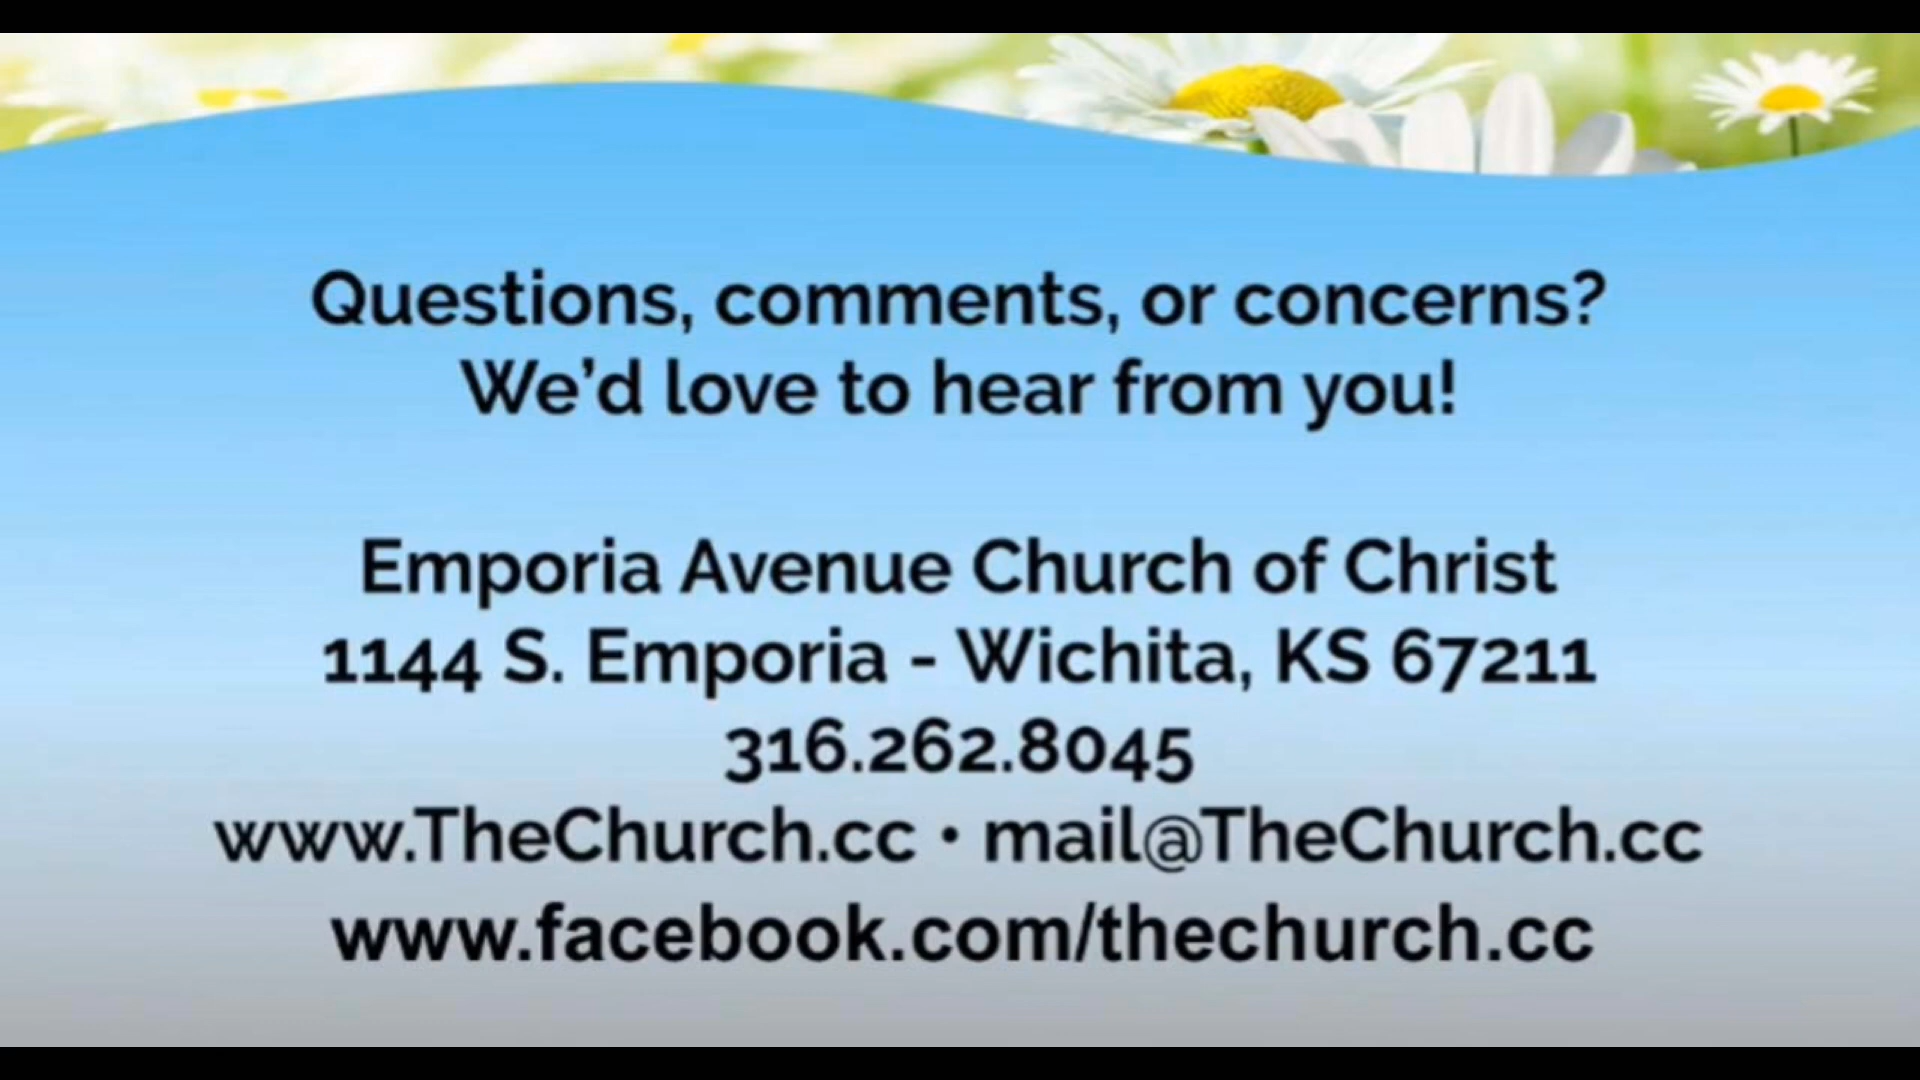 Questions, comments, or concerns?
We'd love to hear from you!
Emporia Avenue Church of Christ
1144 S. Emporia - Wichita, KS 67211
316.262.8045
www.TheChurch.cc • mail@TheChurch.cc
www.facebook.com/thechurch.cc